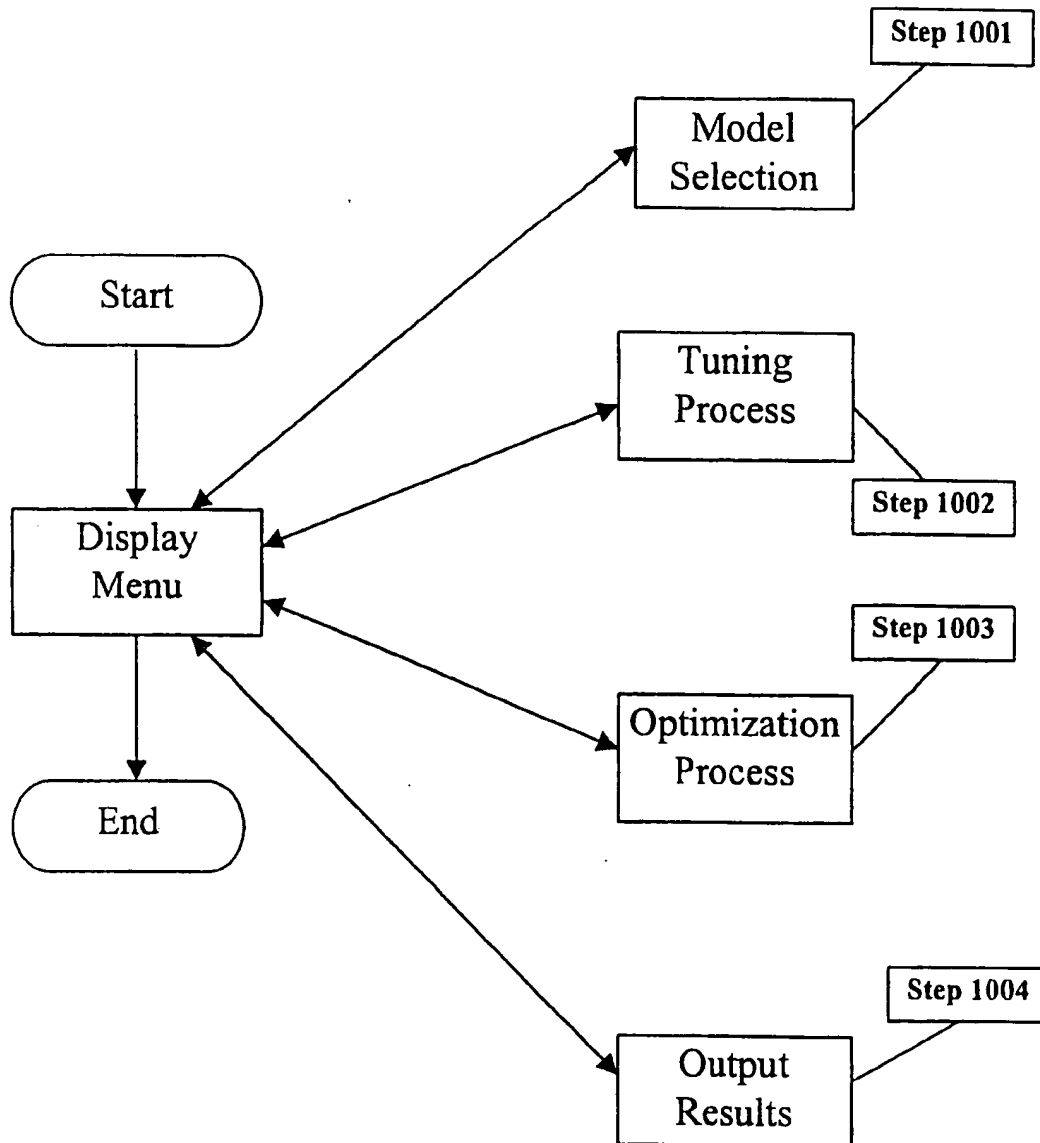 Step 1001
Model
Selection
Start
Tuning
Process
Step 1002
Display
Menu
Step 1003
Optimization
Process
End
Step 1004
Output
Results